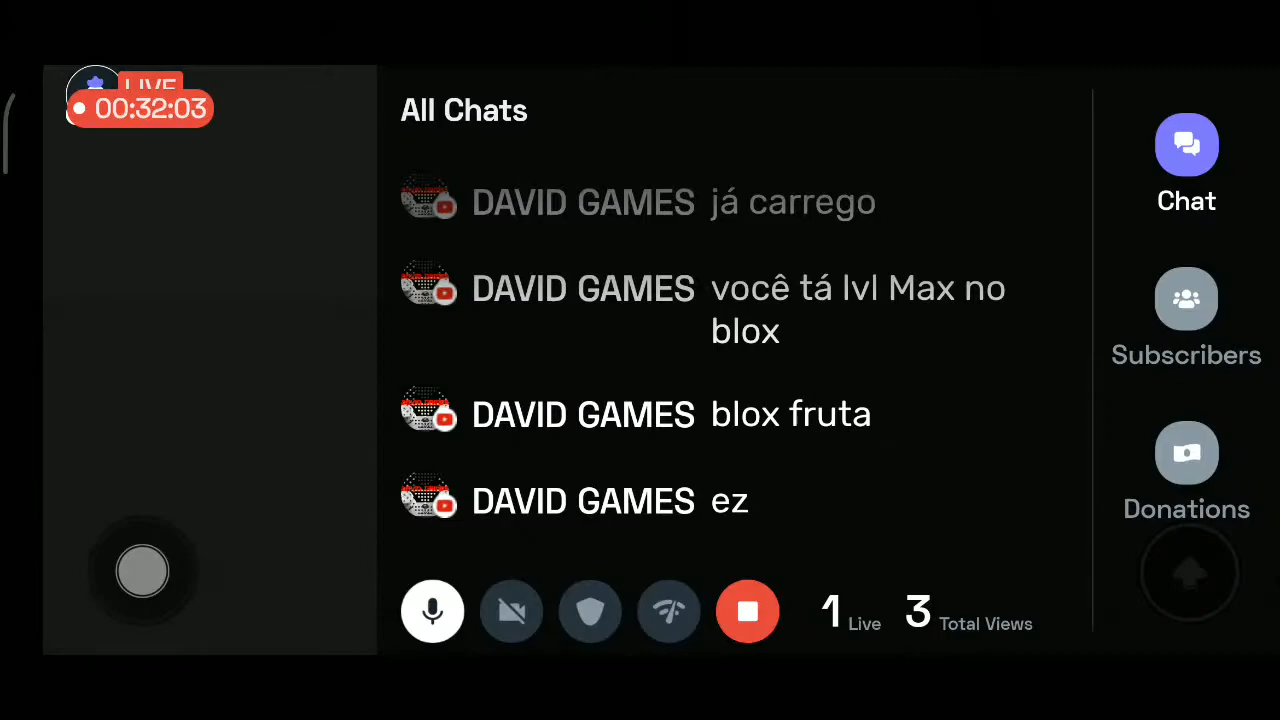 LIVE
00:32:03
All Chats
DAVID GAMES já carrego
DAVID GAMES você tá lvl Max no
blox
DAVID GAMES blox fruta
DAVID GAMES ez
1 Live 3 Total Views
Chat
Subscribers
Donations